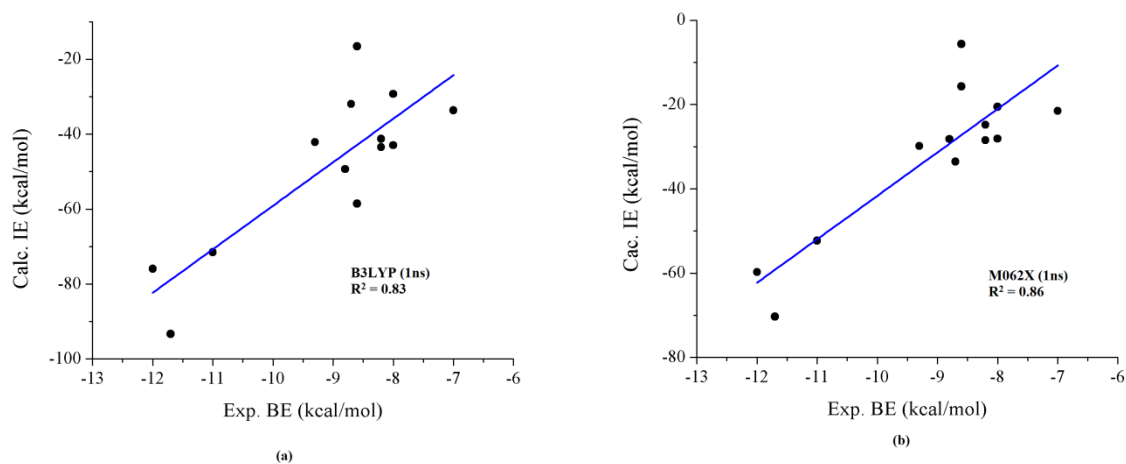 -20
-40
-60
-80
-100
Calc. IE (kcal/mol)
B3LYP (1ns)
R² = 0.83
-13 -12 -11 -10 -9 -8 -7 -6
Exp. BE (kcal/mol)
(a)
0
-20
-40
-60
-80
Cac. IE (kcal/mol)
M062X (1ns)
R² = 0.86
-13 -12 -11 -10 -9 -8 -7 -6
Exp. BE (kcal/mol)
(b)